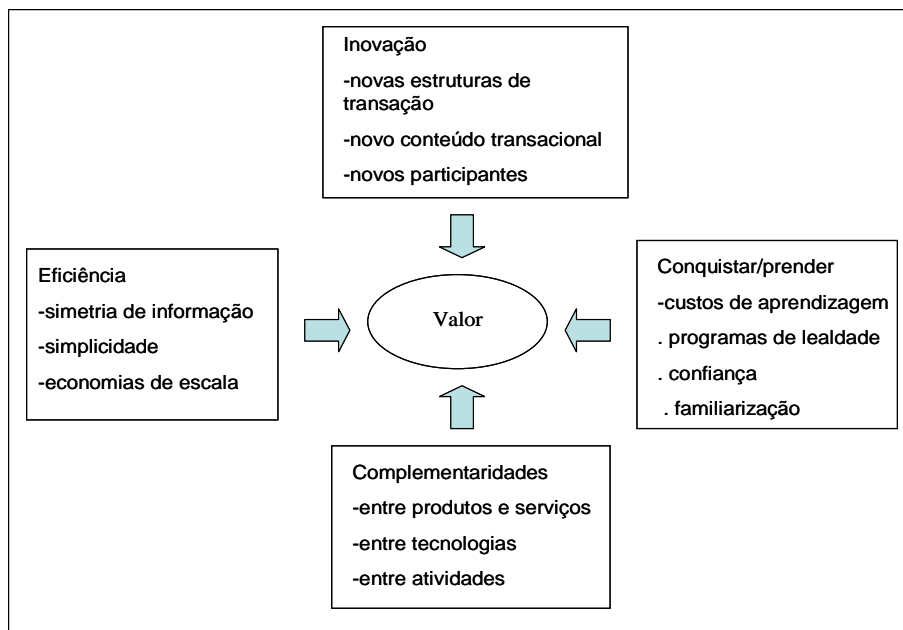 Inovação
-novas estruturas de
transação
-novo conteúdo transacional
-novos participantes
Eficiência
-simetria de informação
-simplicidade
-economias de escala
Valor
Conquistar/prender
-custos de aprendizagem
. programas de lealdade
. confiança
. familiarização
Complementaridades
-entre produtos e serviços
-entre tecnologias
-entre atividades